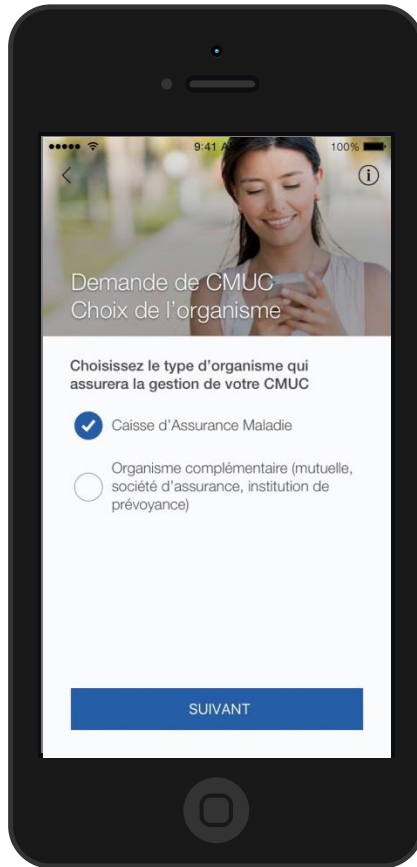 9:41 A
100%
Demande de CMUC
Choix de l'organisme
Choisissez le type d'organisme qui
assurera la gestion de votre CMUC
Caisse d'Assurance Maladie
Organisme complémentaire (mutuelle,
société d'assurance, institution de
prévoyance)
SUIVANT